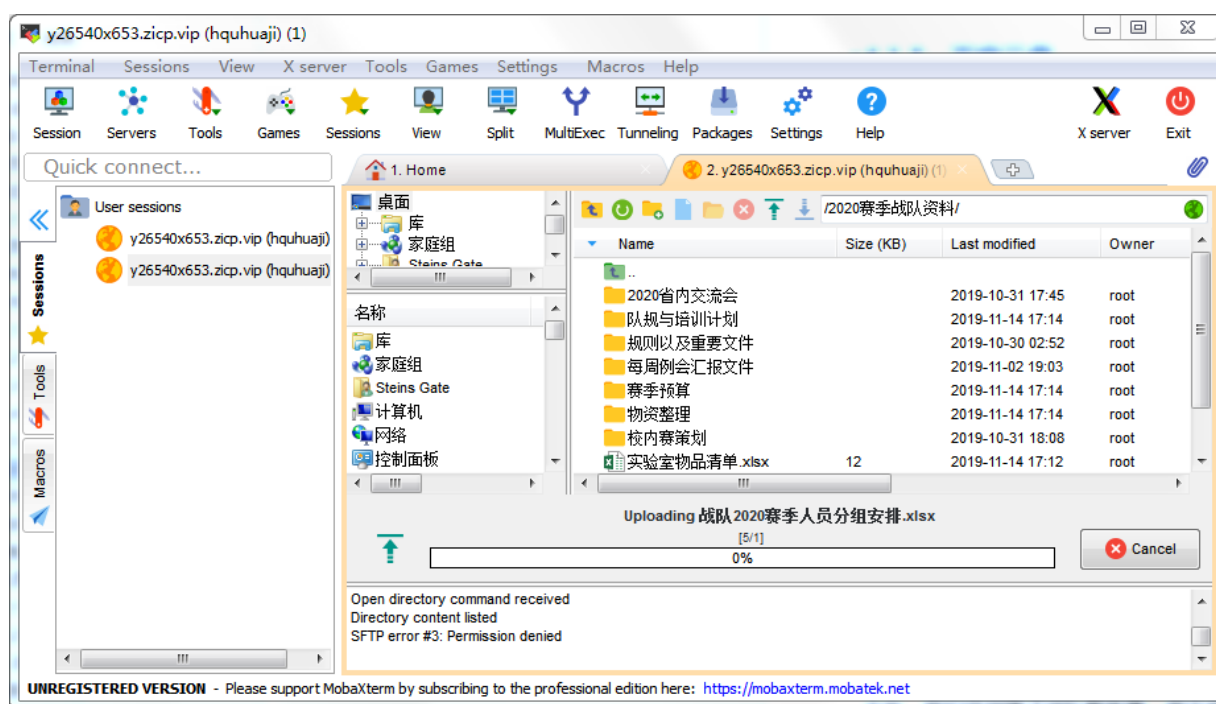 y26540x653.zicp.vip (hquhuaji) (1)
Terminal Sessions View X server Tools Games Settings Macros Help
Session Servers Tools Games Sessions View Split MultiExec Tunneling Packages Settings Help X server Exit
Quick connect...
1. Home
2. y26540x653.zicp.vip (hquhuaji) (1)
User sessions
y26540x653.zicp.vip (hquhuaji)
y26540x653.zicp.vip (hquhuaji)
Sessions
Tools
Macros
桌面
库
家庭组
Steins Gate
名称
库
家庭组
Steins Gate
计算机
网络
控制面板
/2020赛季战队资料/
Name Size (KB) Last modified Owner
..
2020省内交流会 2019-10-31 17:45 root
队规与培训计划 2019-11-14 17:14 root
规则以及重要文件 2019-10-30 02:52 root
每周例会汇报文件 2019-11-02 19:03 root
赛季预算 2019-11-14 17:14 root
物资整理 2019-11-14 17:14 root
校内赛策划 2019-10-31 18:08 root
实验室物品清单.xlsx 12 2019-11-14 17:12 root
Uploading 战队2020赛季人员分组安排.xlsx
[5/1]
0%
Cancel
Open directory command received
Directory content listed
SFTP error #3: Permission denied
UNREGISTERED VERSION - Please support MobaXterm by subscribing to the professional edition here: https://mobaxterm.mobatek.net